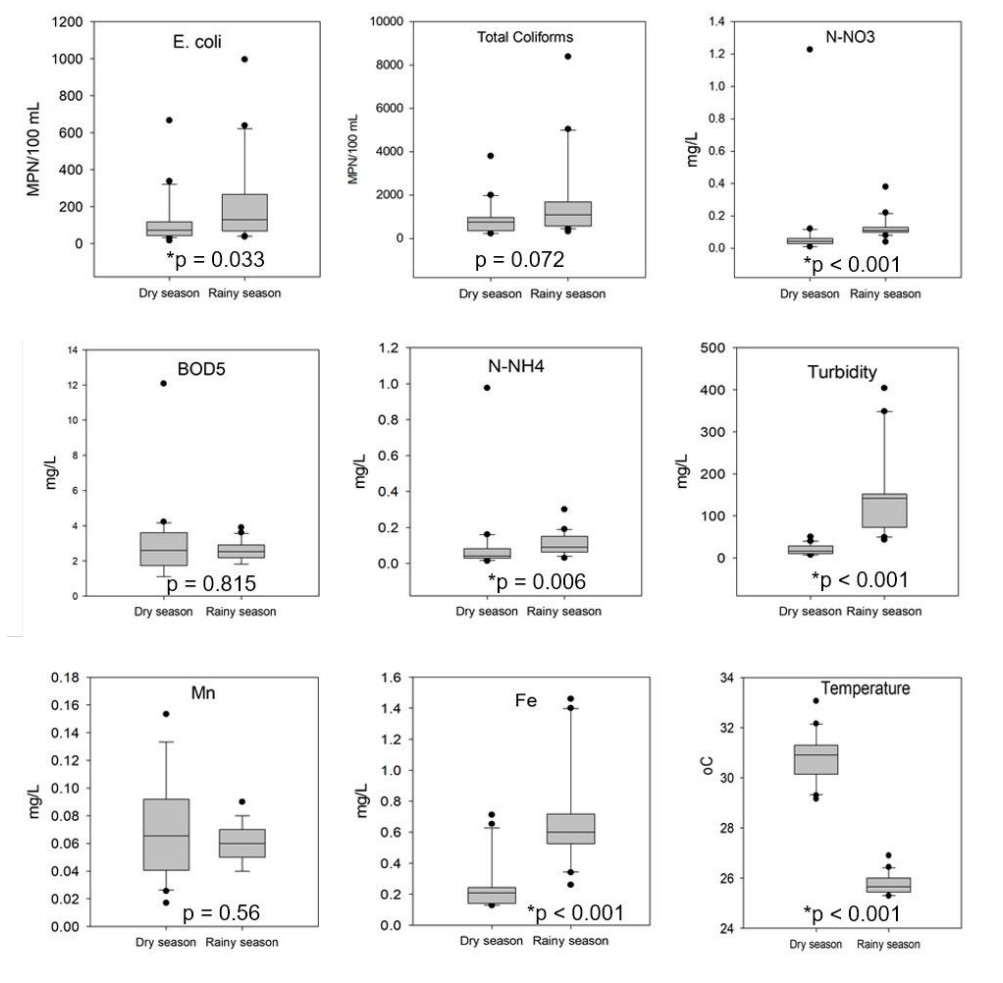 E. coli
MPN/100 mL
1200
1000
800
600
400
200
0
*p = 0.033
Dry season Rainy season
Total Coliforms
MPN/100 mL
10000
8000
6000
4000
2000
0
p = 0.072
Dry season Rainy season
N-NO3
mg/L
1.4
1.2
1.0
0.8
0.6
0.4
0.2
0.0
*p < 0.001
Dry season Rainy season
BOD5
mg/L
14
12
10
8
6
4
2
0
p = 0.815
Dry season Rainy season
N-NH4
mg/L
1.2
1.0
0.8
0.6
0.4
0.2
0.0
*p = 0.006
Dry season Rainy season
Turbidity
mg/L
500
400
300
200
100
0
*p < 0.001
Dry season Rainy season
Mn
mg/L
0.18
0.16
0.14
0.12
0.10
0.08
0.06
0.04
0.02
0.00
p = 0.56
Dry season Rainy season
Fe
mg/L
1.6
1.4
1.2
1.0
0.8
0.6
0.4
0.2
0.0
*p < 0.001
Dry season Rainy season
Temperature
oC
34
32
30
28
26
24
*p < 0.001
Dry season Rainy season